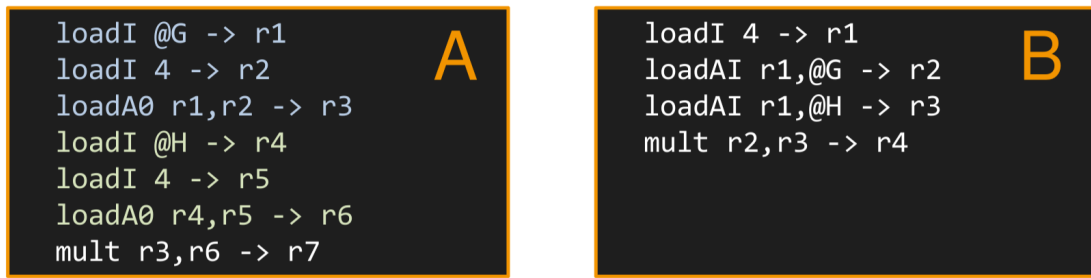 loadI @G -> r1
loadI 4 -> r2
loadA0 r1,r2 -> r3
loadI @H -> r4
loadI 4 -> r5
loadA0 r4,r5 -> r6
mult r3,r6 -> r7
A
loadI 4 -> r1
loadAI r1,@G -> r2
loadAI r1,@H -> r3
mult r2,r3 -> r4
B